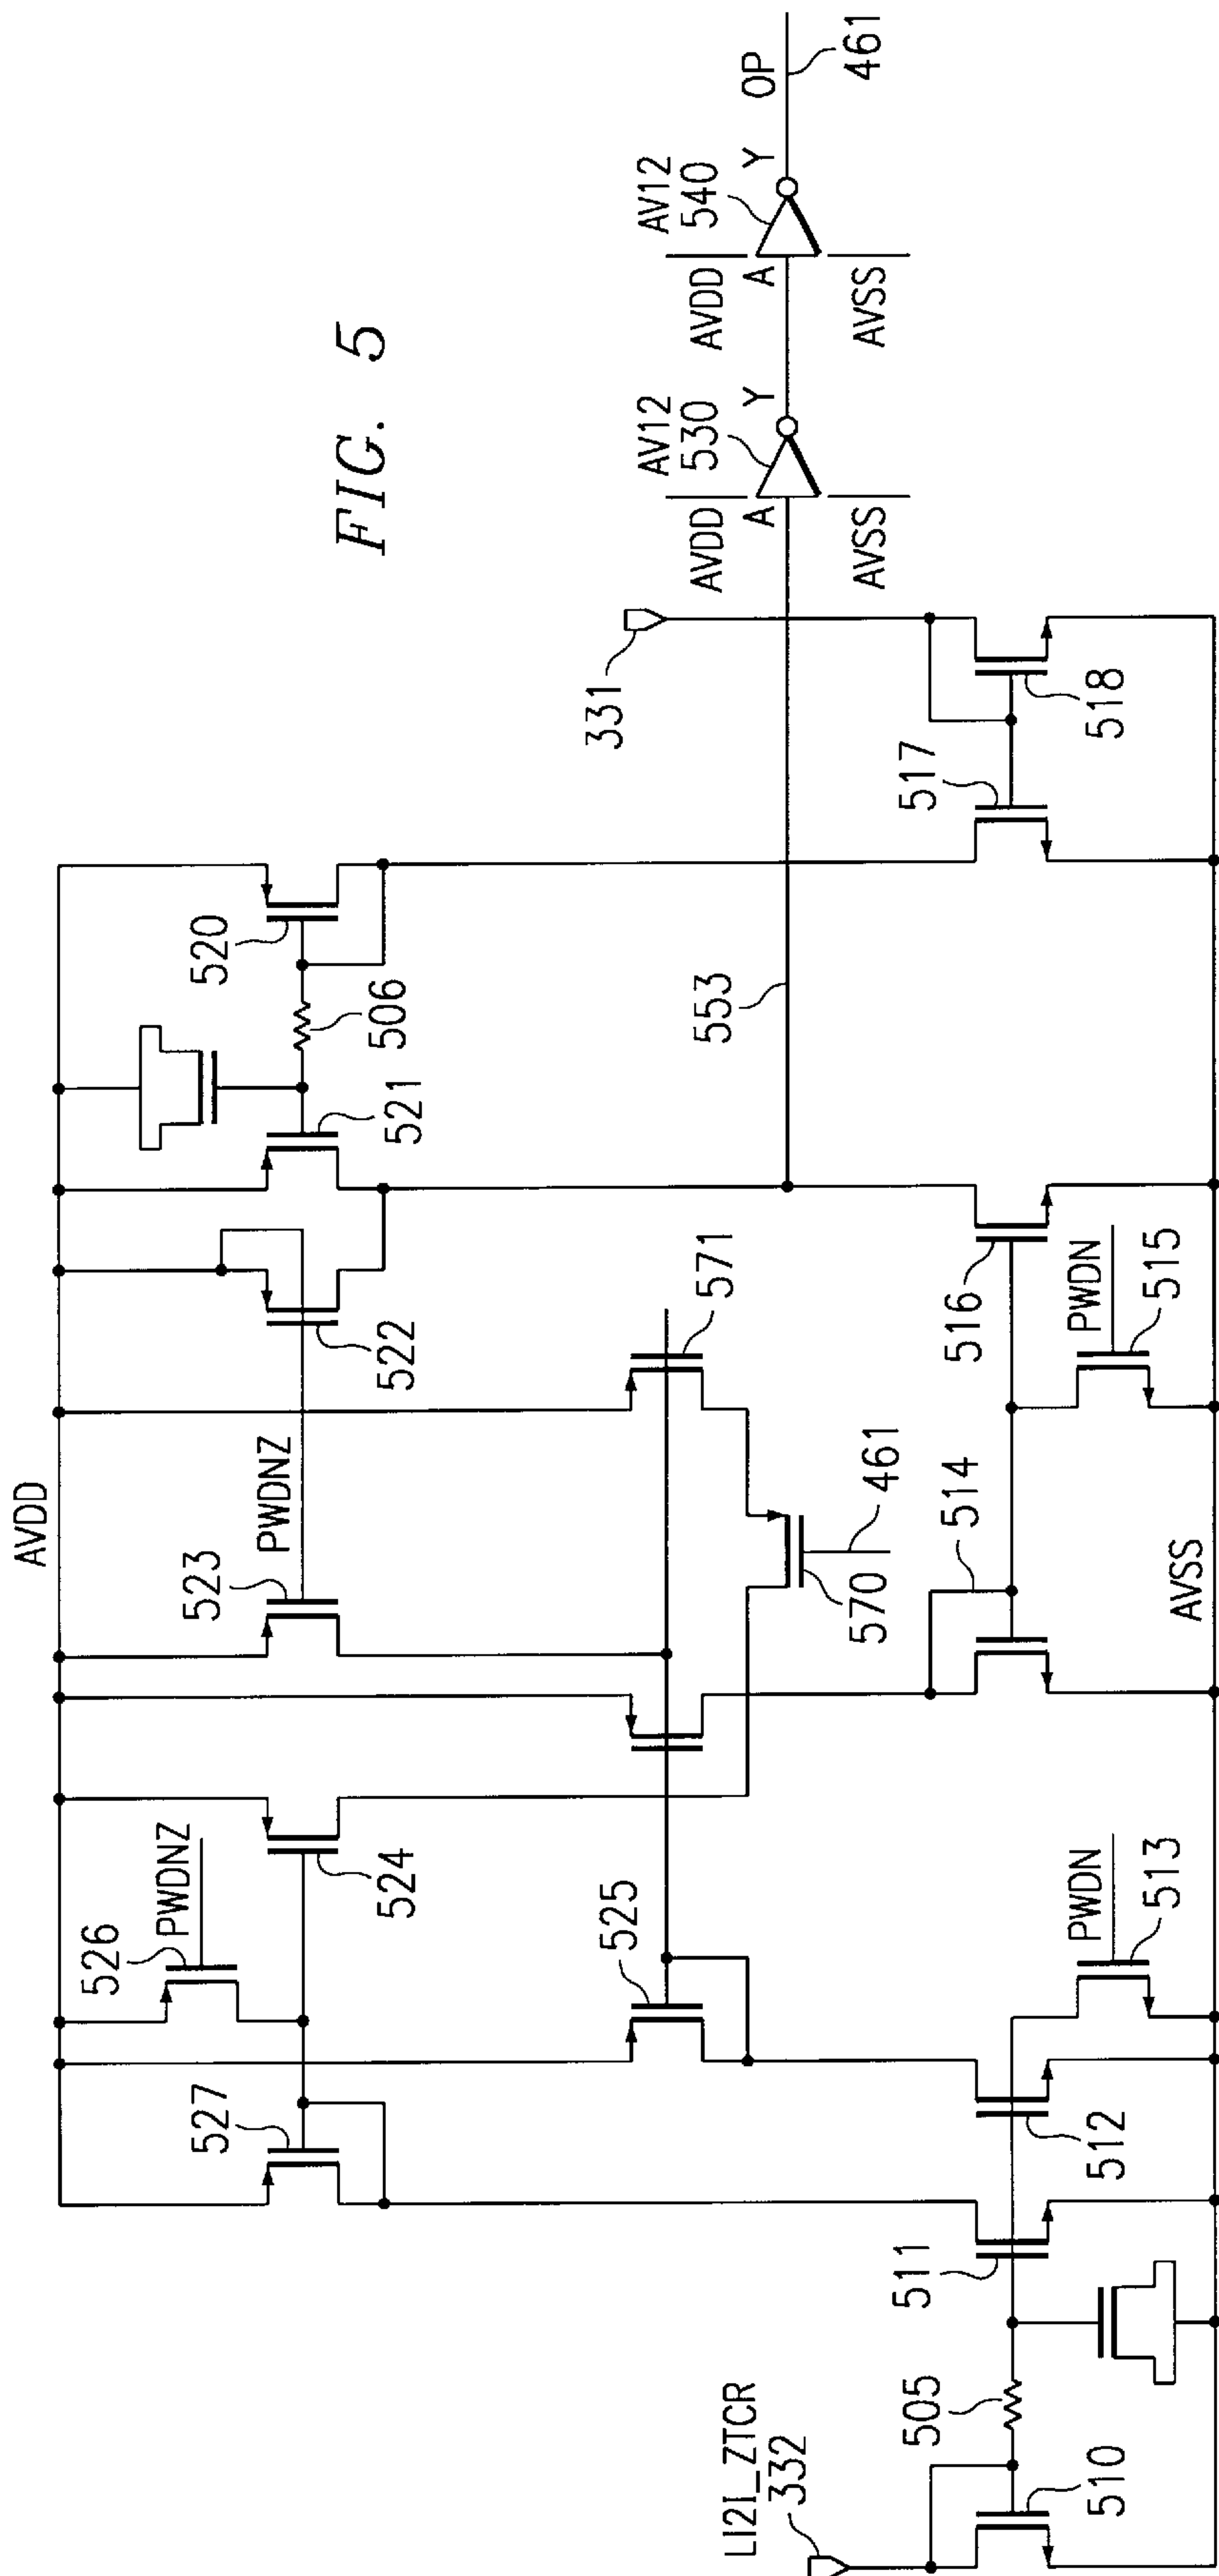 FIG. 5
AVDD
526
PWDNZ
527
524
523
PWDNZ
522
521
506
520
525
571
570
461
553
331
AVDD
A
AVSS
AV12
530
Y
AVDD
A
AVSS
AV12
540
Y
OP
461
LI2I_ZTCR
332
505
510
511
512
PWDN
513
514
AVSS
516
PWDN
515
517
518